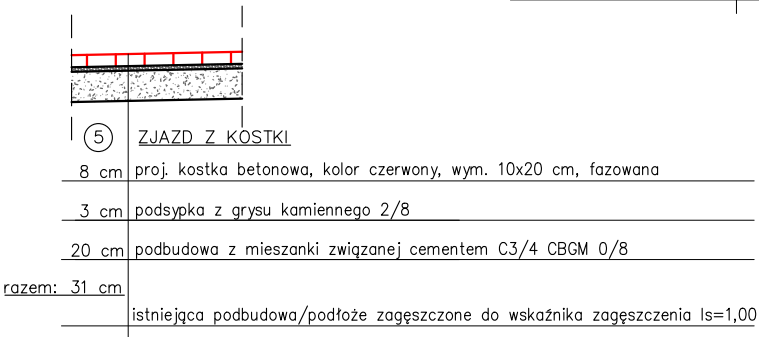 5 ZJAZD Z KOSTKI
8 cm proj. kostka betonowa, kolor czerwony, wym. 10x20 cm, fazowana
3 cm podsypka z grysu kamiennego 2/8
20 cm podbudowa z mieszanki związanej cementem C3/4 CBGM 0/8
razem: 31 cm
istniejąca podbudowa/podłoże zagęszczone do wskaźnika zagęszczenia Is=1,00